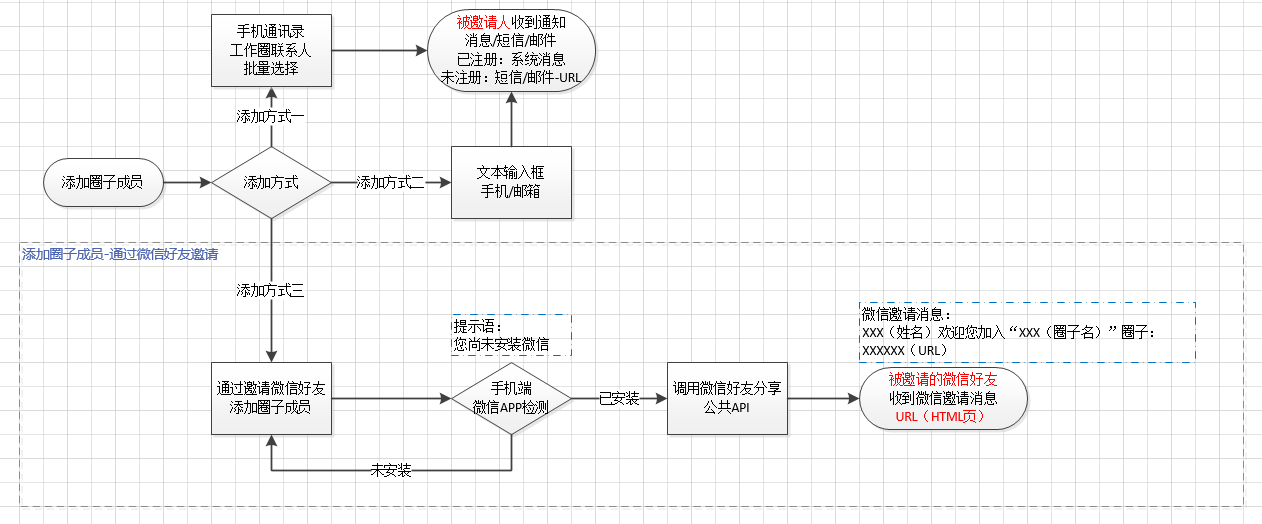 手机通讯录
工作圈联系人
批量选择
被邀请人收到通知
消息/短信/邮件
已注册：系统消息
未注册：短信/邮件-URL
添加方式一
添加圈子成员
添加方式
添加方式二
文本输入框
手机/邮箱
添加圈子成员-通过微信好友邀请
添加方式三
提示语：
您尚未安装微信
微信邀请消息：
XXX（姓名）欢迎您加入“XXX（圈子名）”圈子：
XXXXXX（URL）
通过邀请微信好友
添加圈子成员
手机端
微信APP检测
已安装
调用微信好友分享
公共API
被邀请的微信好友
收到微信邀请消息
URL（HTML页）
未安装